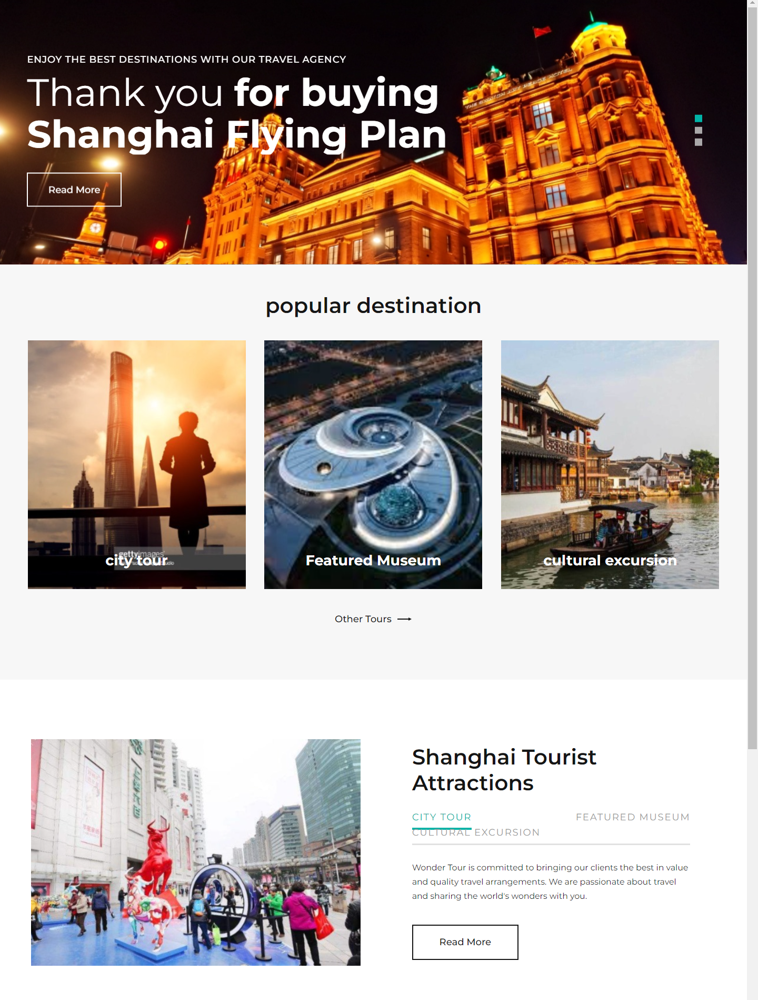 ENJOY THE BEST DESTINATIONS WITH OUR TRAVEL AGENCY
Thank you for buying
Shanghai Flying Plan
Read More
popular destination
gettyimages
city tour
Featured Museum
cultural excursion
Other Tours
Shanghai Tourist
Attractions
CITY TOUR FEATURED MUSEUM
CULTURAL EXCURSION
Wonder Tour is committed to bringing our clients the best in value
and quality travel arrangements. We are passionate about travel
and sharing the world's wonders with you.
Read More